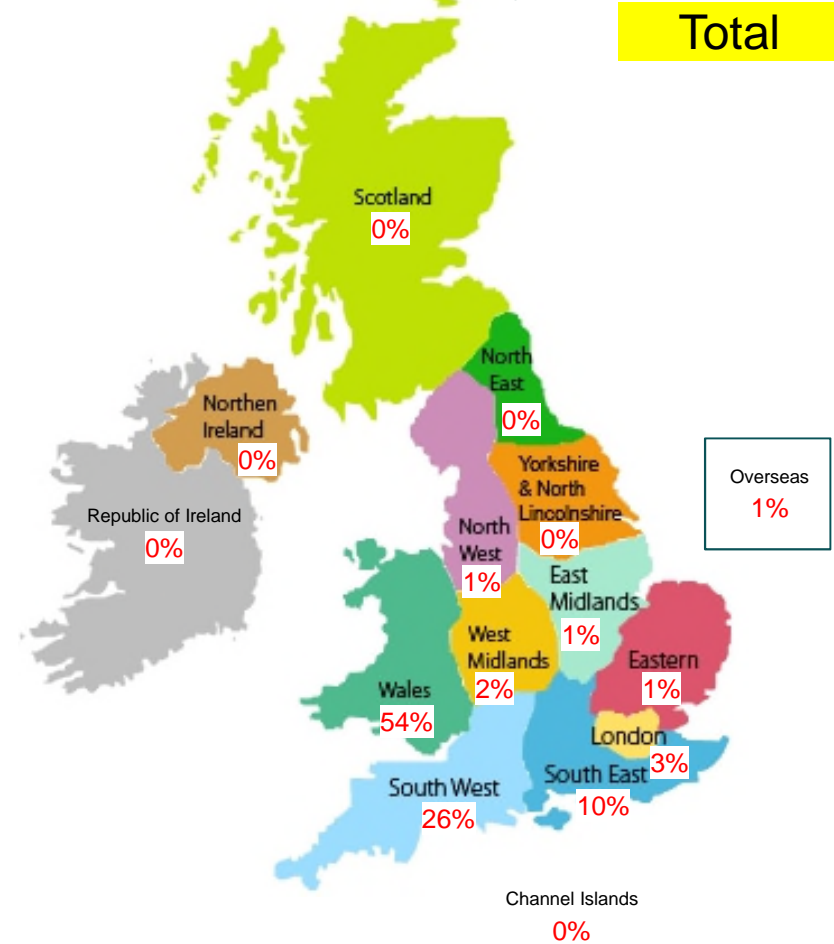 Total
Scotland
0%
North
East
0%
Northen
Ireland
0%
Yorkshire
& North
Lincolnshire
0%
Overseas
1%
Republic of Ireland
0%
North
West
1%
East
Midlands
1%
West
Midlands
2%
Eastern
1%
Wales
54%
London
3%
South East
10%
South West
26%
Channel Islands
0%